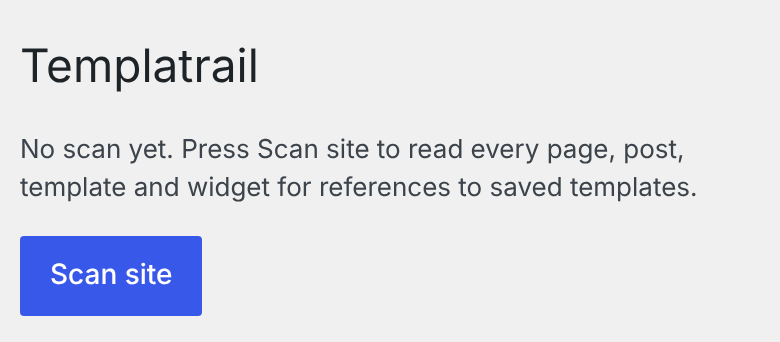 Templatrail
No scan yet. Press Scan site to read every page, post,
template and widget for references to saved templates.
Scan site